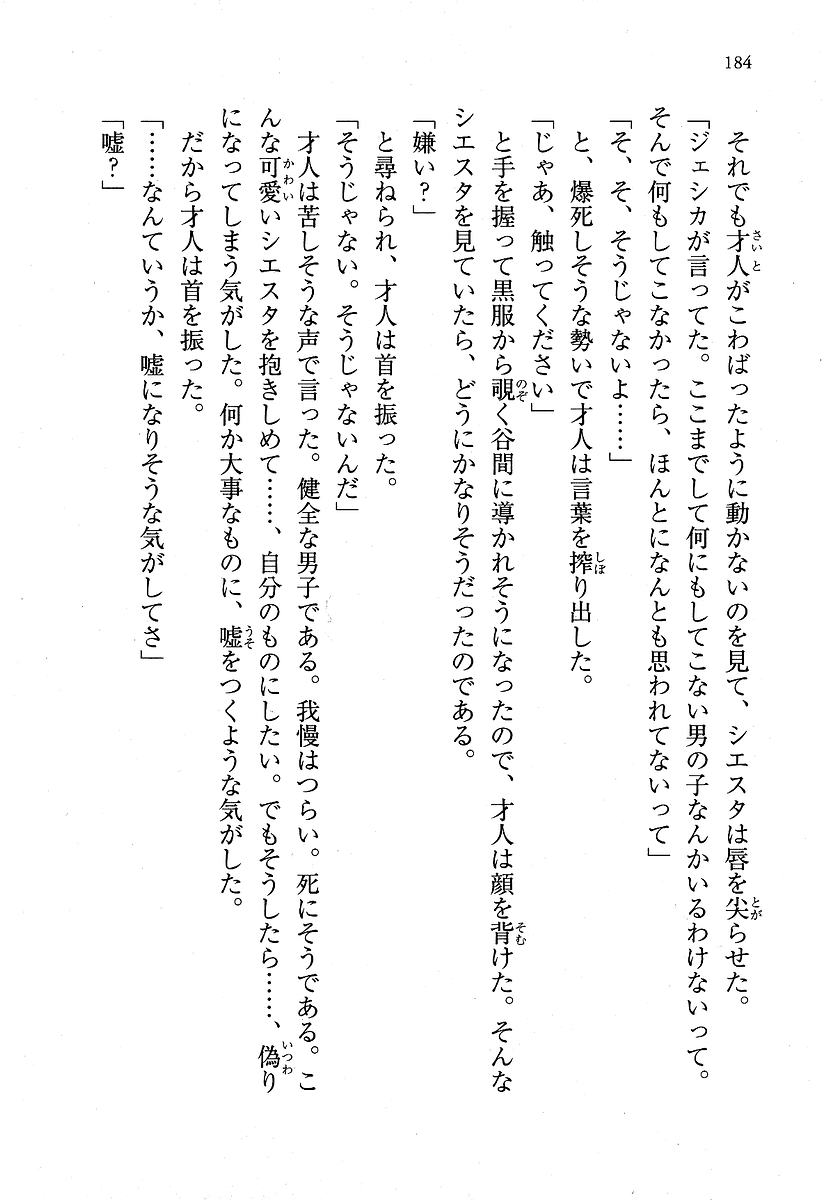 184
それでも才人がこわばったように動かないのを見て、シエスタは唇を尖らせた。
「ジェシカが言ってた。ここまでして何にもしてこない男の子なんかいるわけないって。
そんで何もしてこなかったら、ほんとになんとも思われてないって」
「そ、そ、そうじゃないよ……」
と、爆死しそうな勢いで才人は言葉を搾り出した。
「じゃあ、触ってください」
と手を握って黒服から覗く谷間に導かれそうになったので、才人は顔を背けた。そんな
シエスタを見ていたら、どうにかなりそうだったのである。
「嫌い？」
と尋ねられ、才人は首を振った。
「そうじゃない。そうじゃないんだ」
才人は苦しそうな声で言った。健全な男子である。我慢はつらい。死にそうである。こ
んな可愛いシエスタを抱きしめて……、自分のものにしたい。でもそうしたら……、偽り
になってしまう気がした。何か大事なものに、嘘をつくような気がした。
だから才人は首を振った。
「……なんていうか、嘘になりそうな気がしてさ」
「嘘？」